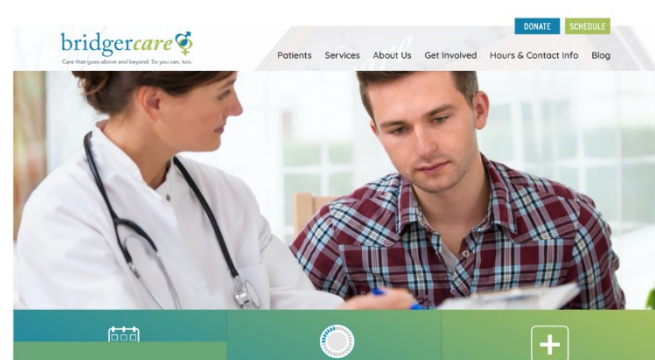 DONATE SCHEDULE
bridgercare
Care that goes above and beyond. So you can, too.
Patients Services About Us Get Involved Hours & Contact Info Blog